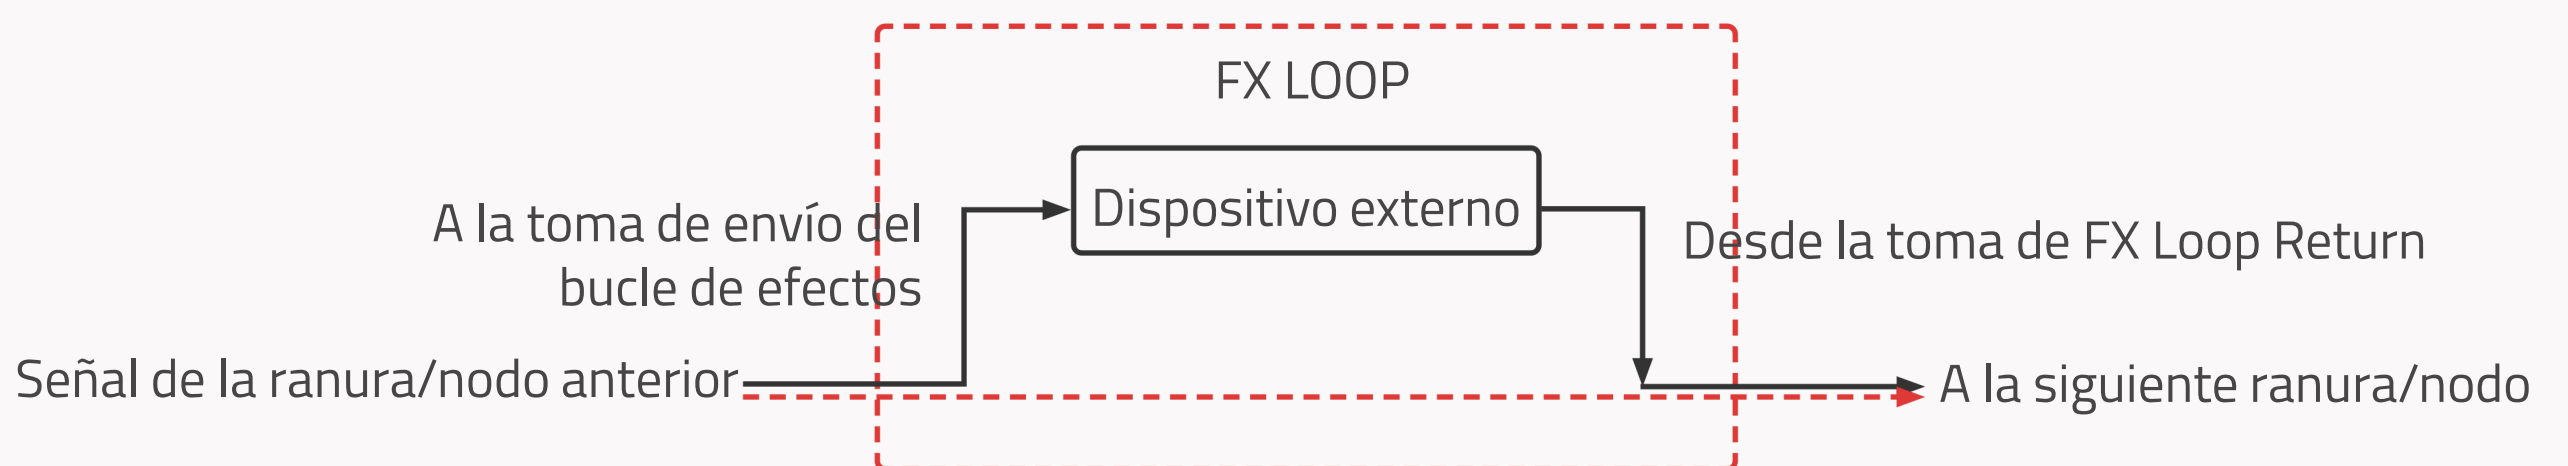 FX LOOP
Dispositivo externo
A la toma de envío del
bucle de efectos
Desde la toma de FX Loop Return
Señal de la ranura/nodo anterior
A la siguiente ranura/nodo